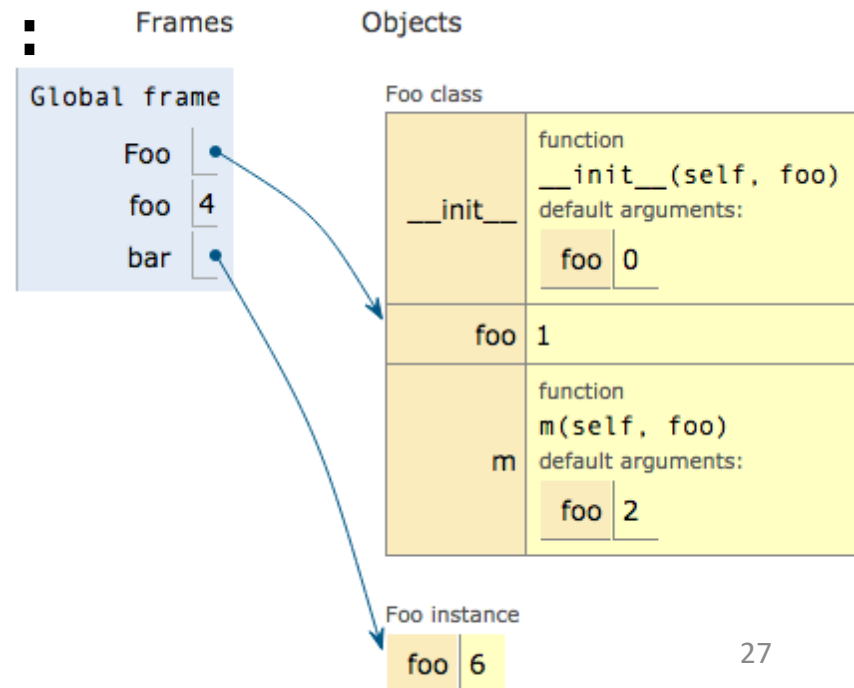 :
Frames Objects
Global frame
Foo
foo 4
bar
Foo class
__init__
function
__init__(self, foo)
default arguments:
foo 0
foo 1
m
function
m(self, foo)
default arguments:
foo 2
Foo instance
foo 6
27